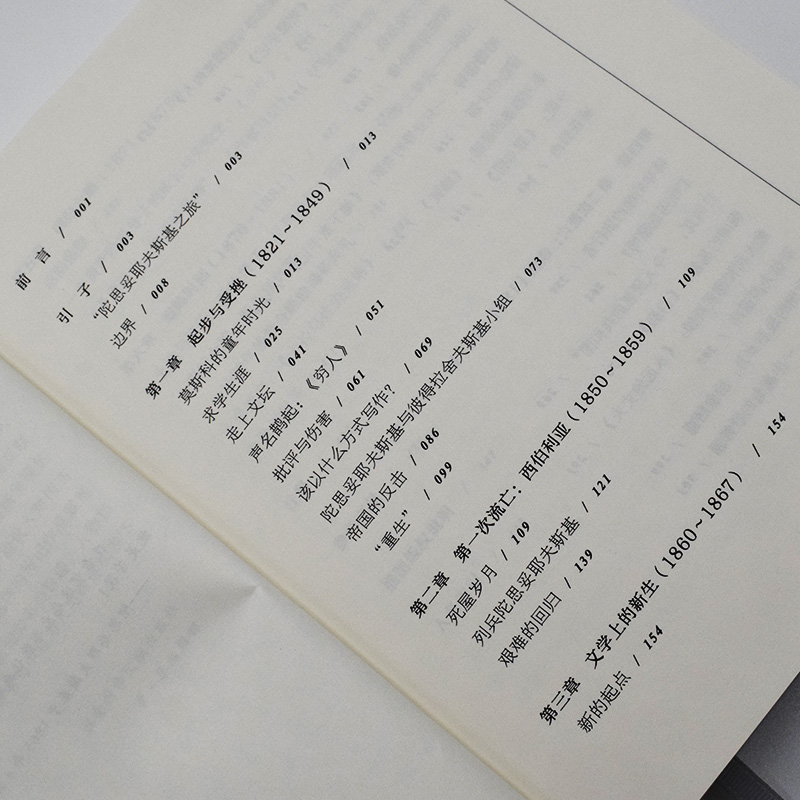 前 言 / 001
引 子 / 003
“陀思妥耶夫斯基之旅” / 003
边界 / 008
第一章 起步与受挫（1821~1849） / 013
莫斯科的童年时光 / 013
求学生涯 / 025
走上文坛 / 041
声名鹊起：《穷人》 / 051
批评与伤害 / 061
该以什么方式写作？ / 069
陀思妥耶夫斯基与彼得拉舍夫斯基小组 / 073
帝国的反击 / 086
“重生” / 099
第二章 第一次流亡：西伯利亚（1850~1859） / 109
死屋岁月 / 109
列兵陀思妥耶夫斯基 / 121
艰难的回归 / 139
第三章 文学上的新生（1860~1867） / 154
新的起点 / 154